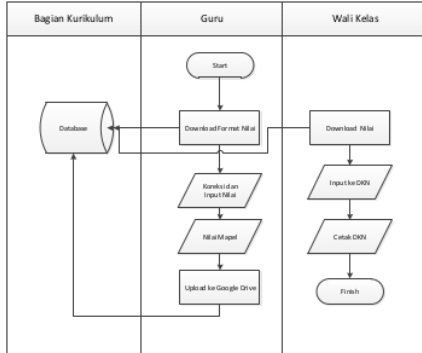 Bagian Kurikulum
Guru
Wali Kelas
Start
Database
Download Format Nilai
Download Nilai
Koreksi dan
Input Nilai
Input ke DKN
Nilai Mapel
Cetak DKN
Upload ke Google Drive
Finish